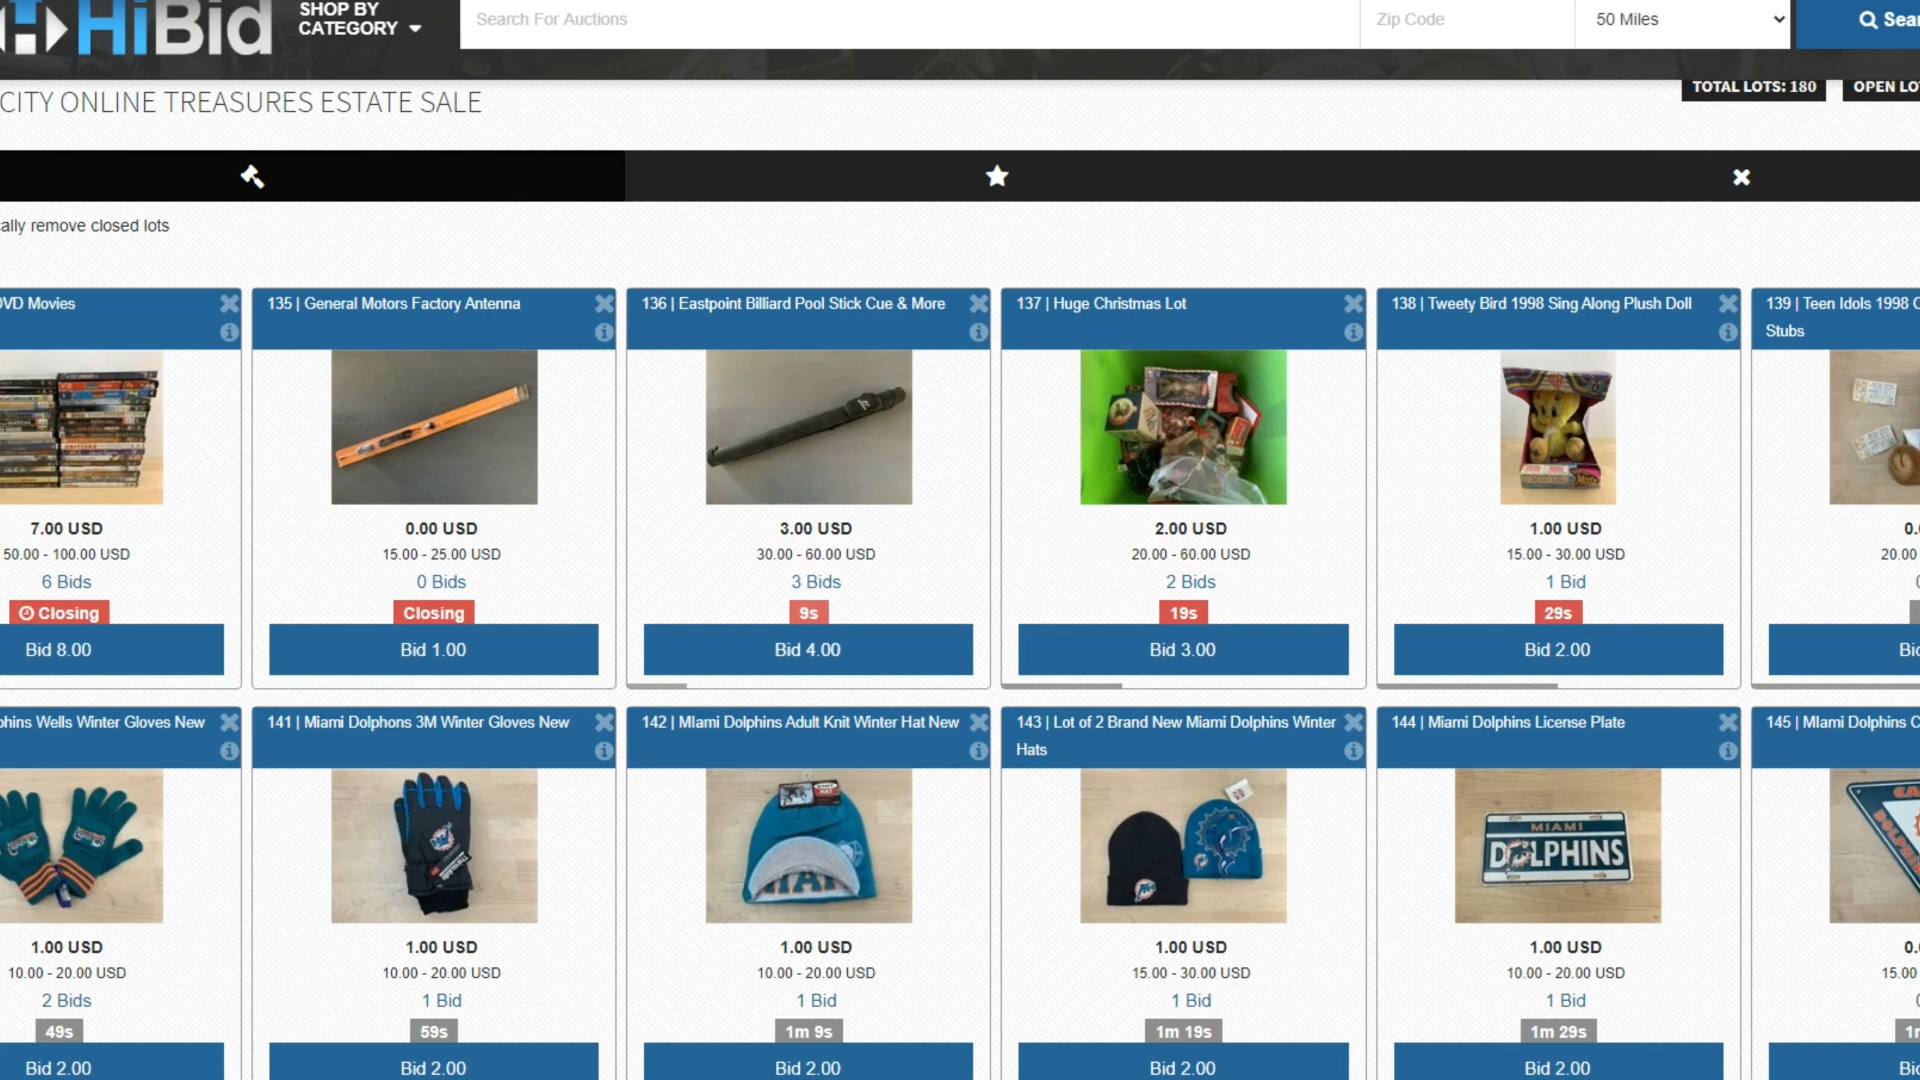 HiBid
SHOP BY
CATEGORY
Search For Auctions
Zip Code
50 Miles
CITY ONLINE TREASURES ESTATE SALE
TOTAL LOTS: 180
OPEN
remove closed lots
Movies
135 | General Motors Factory Antenna
136 | Eastpoint Billiard Pool Stick Cue & More
137 | Huge Christmas Lot
138 | Tweety Bird 1998 Sing Along Plush Doll
139 | Teen Idols 1998
Stubs
7.00 USD
50.00 - 100.00 USD
6 Bids
Closing
Bid 8.00
0.00 USD
15.00 - 25.00 USD
0 Bids
Closing
Bid 1.00
3.00 USD
30.00 - 60.00 USD
3 Bids
9s
Bid 4.00
2.00 USD
20.00 - 60.00 USD
2 Bids
19s
Bid 3.00
1.00 USD
15.00 - 30.00 USD
1 Bid
29s
Bid 2.00
20.00
Wells Winter Gloves New
141 | Miami Dolphons 3M Winter Gloves New
142 | MIami Dolphins Adult Knit Winter Hat New
143 | Lot of 2 Brand New Miami Dolphins Winter
Hats
144 | Miami Dolphins License Plate
145 | MIami Dolphins
MIAMI
DOLPHINS
1.00 USD
10.00 - 20.00 USD
2 Bids
49s
Bid 2.00
1.00 USD
10.00 - 20.00 USD
1 Bid
59s
Bid 2.00
1.00 USD
10.00 - 20.00 USD
1 Bid
1m 9s
Bid 2.00
1.00 USD
15.00 - 30.00 USD
1 Bid
1m 19s
Bid 2.00
1.00 USD
10.00 - 20.00 USD
1 Bid
1m 29s
Bid 2.00
15.00